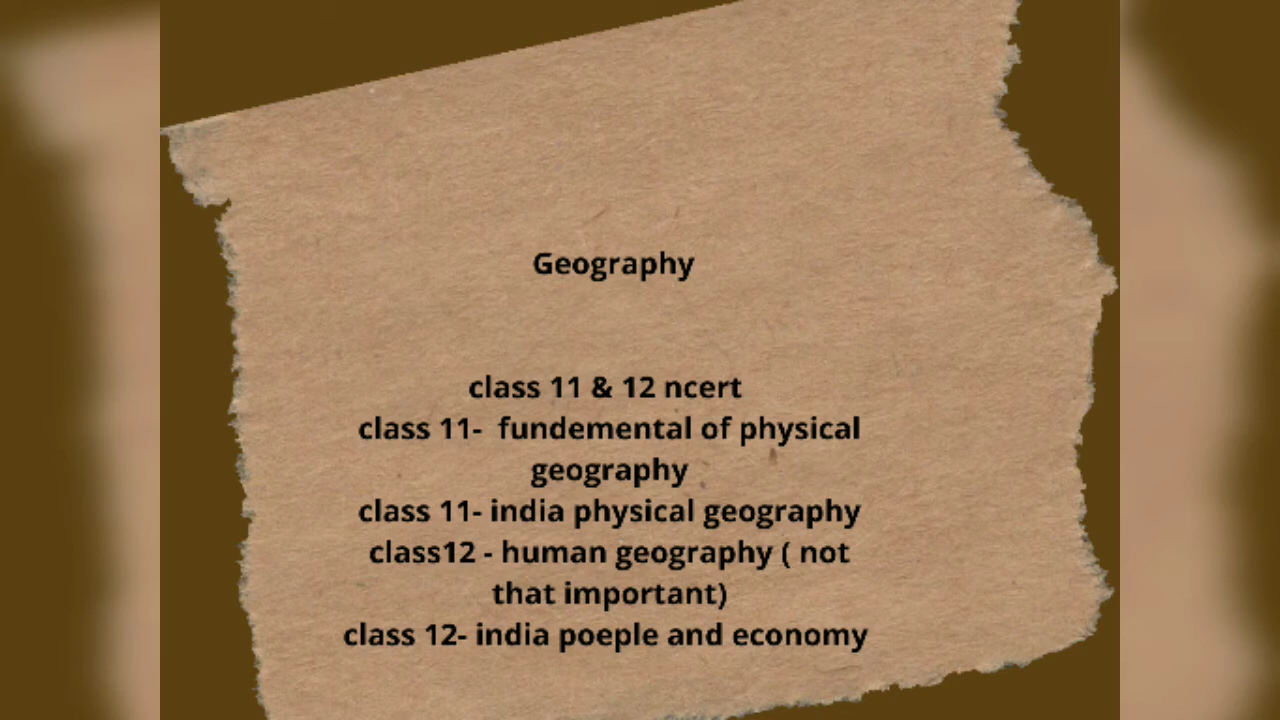 Geography
class 11 & 12 ncert
class 11-  fundemental of physical
geography
class 11- india physical geography
class12 - human geography ( not
that important)
class 12- india poeple and economy